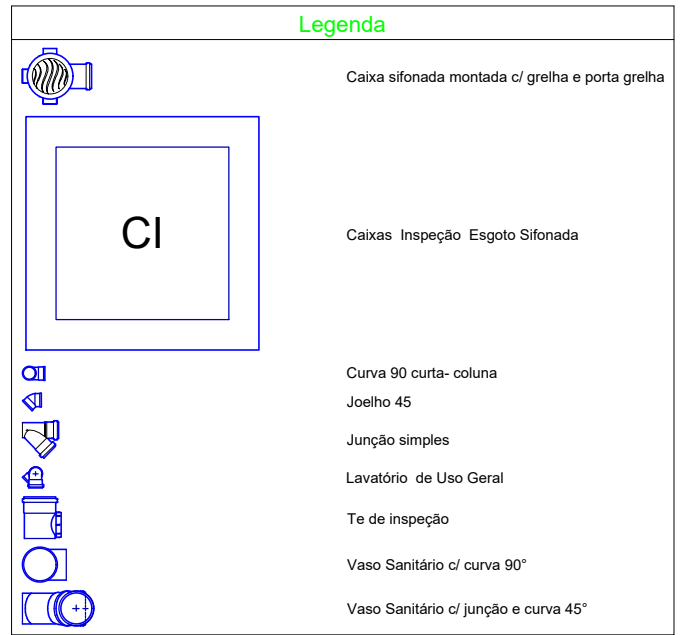 Legenda
Caixa sifonada montada c/ grelha e porta grelha
CI
Caixas Inspeção Esgoto Sifonada
Curva 90 curta- coluna
Joelho 45
Junção simples
Lavatório de Uso Geral
Te de inspeção
Vaso Sanitário c/ curva 90°
Vaso Sanitário c/ junção e curva 45°